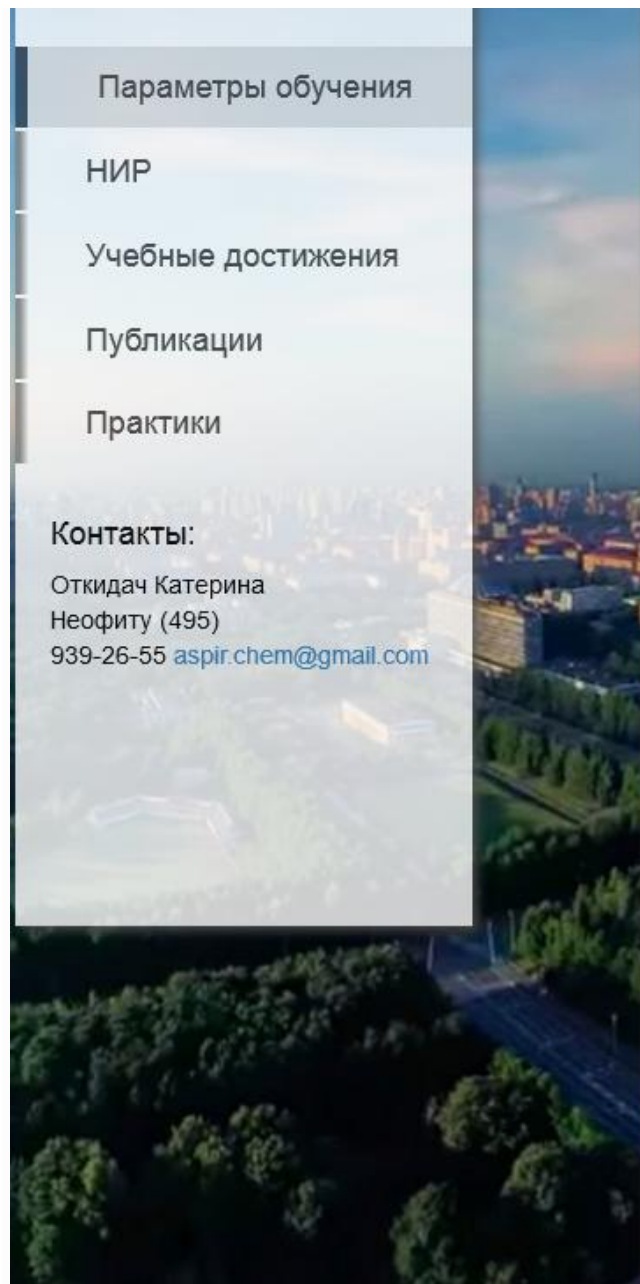 Параметры обучения
НИР
Учебные достижения
Публикации
Практики
Контакты:
Откидач Катерина
Неофиту (495)
939-26-55 aspir.chem@gmail.com